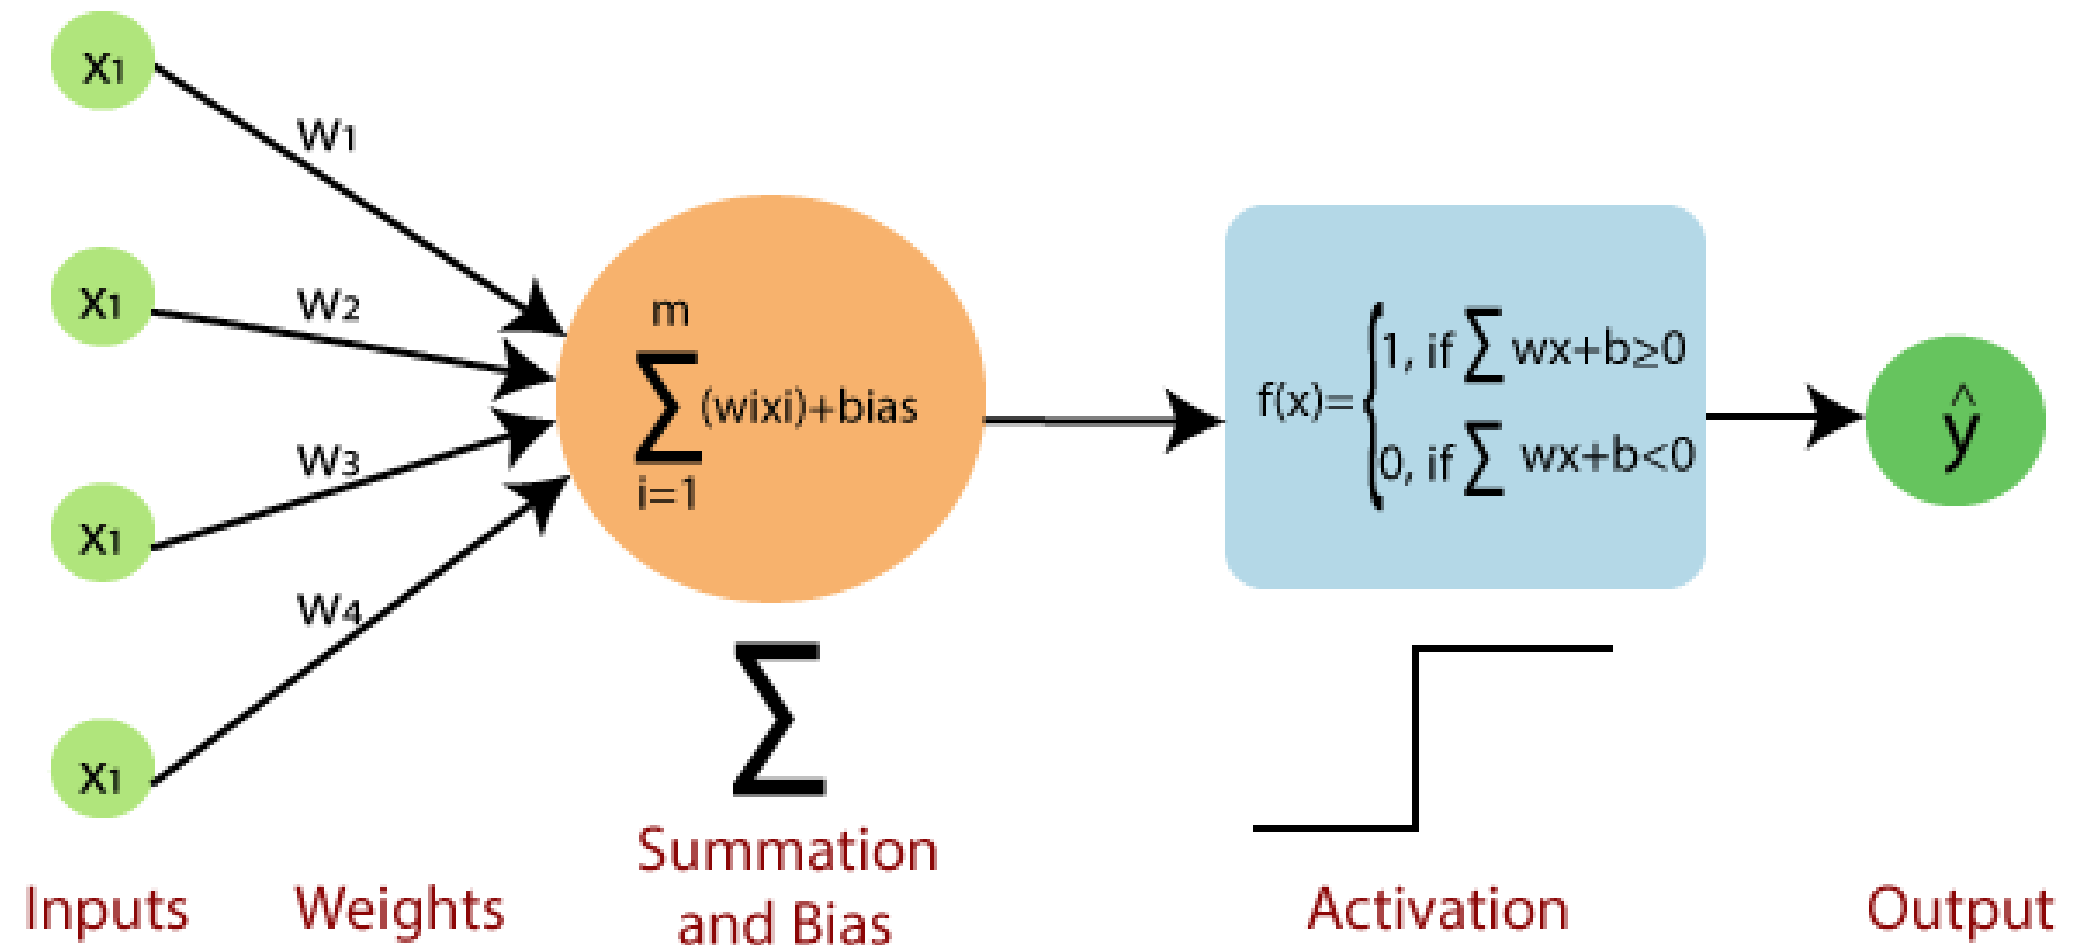 x1
W1
x1
W2
x1
W3
x1
W4
m
∑(wixi)+bias
i=1
f(x)={
1, if ∑ wx+b≥0
0, if ∑ wx+b<0
ŷ
∑
Summation
and Bias
Inputs
Weights
Activation
Output